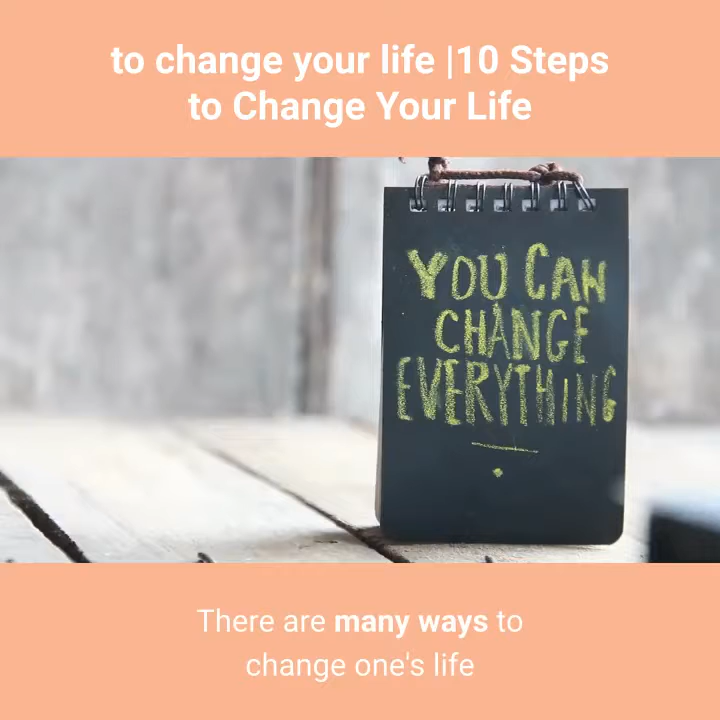 to change your life |10 Steps
to Change Your Life
YOU CAN
CHANGE
EVERYTHING
There are many ways to
change one's life